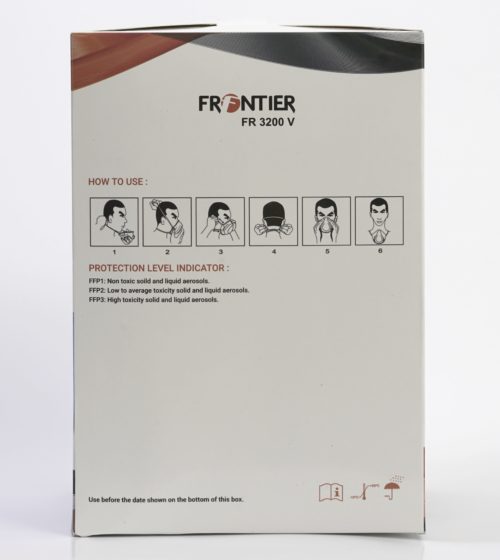 FRONTIER
FR 3200 V
HOW TO USE :
1 2 3 4 5 6
PROTECTION LEVEL INDICATOR :
FFP1: Non toxic solid and liquid aerosols.
FFP2: Low to average toxicity solid and liquid aerosols.
FFP3: High toxicity solid and liquid aerosols.
Use before the date shown on the bottom of this box.